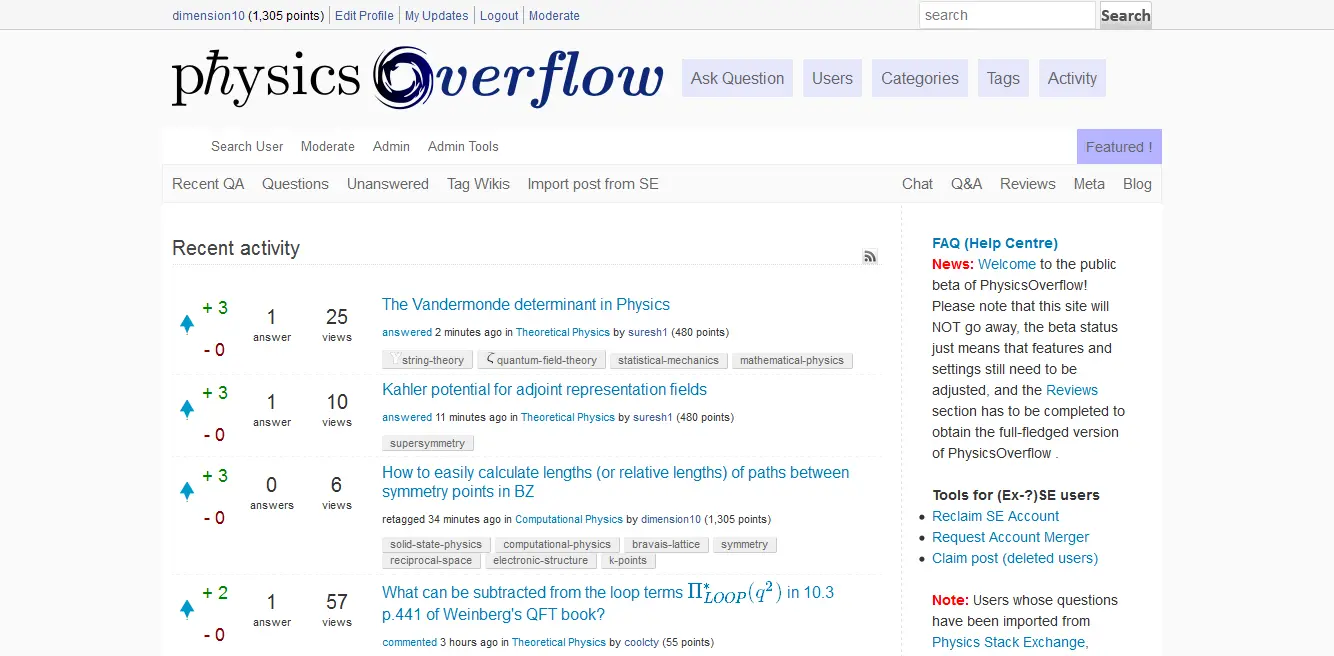 dimension10 (1,305 points) Edit Profile My Updates Logout Moderate search Search
pħysics Overflow Ask Question Users Categories Tags Activity
Search User Moderate Admin Admin Tools Featured !
Recent QA Questions Unanswered Tag Wikis Import post from SE Chat Q&A Reviews Meta Blog
Recent activity
+ 3
- 0
1
answer
25
views
The Vandermonde determinant in Physics
answered 2 minutes ago in Theoretical Physics by suresh1 (480 points)
string-theory quantum-field-theory statistical-mechanics mathematical-physics
+ 3
- 0
1
answer
10
views
Kahler potential for adjoint representation fields
answered 11 minutes ago in Theoretical Physics by suresh1 (480 points)
supersymmetry
+ 3
- 0
0
answers
6
views
How to easily calculate lengths (or relative lengths) of paths between
symmetry points in BZ
retagged 34 minutes ago in Computational Physics by dimension10 (1,305 points)
solid-state-physics computational-physics bravais-lattice symmetry
reciprocal-space electronic-structure k-points
+ 2
- 0
1
answer
57
views
What can be subtracted from the loop terms Π*LOOP(q²) in 10.3
p.441 of Weinberg's QFT book?
commented 3 hours ago in Theoretical Physics by coolcty (55 points)
FAQ (Help Centre)
News: Welcome to the public
beta of PhysicsOverflow!
Please note that this site will
NOT go away, the beta status
just means that features and
settings still need to be
adjusted, and the Reviews
section has to be completed to
obtain the full-fledged version
of PhysicsOverflow .
Tools for (Ex-?)SE users
Reclaim SE Account
Request Account Merger
Claim post (deleted users)
Note: Users whose questions
have been imported from
Physics Stack Exchange,